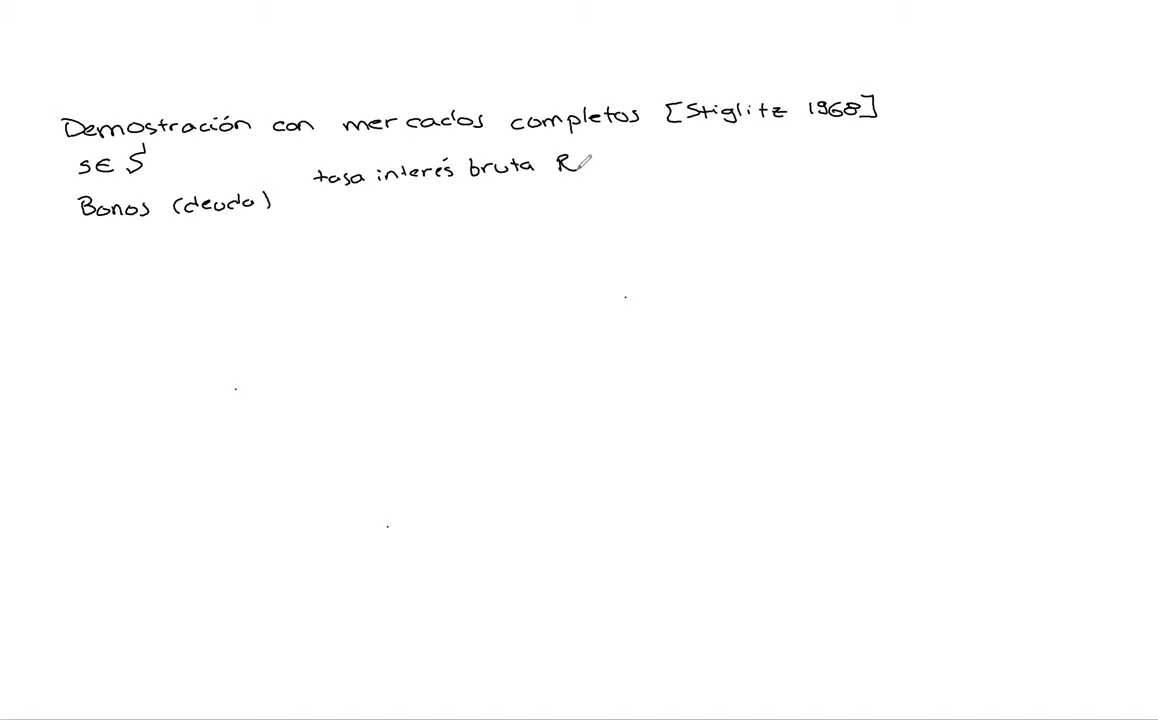 Demostración con mercados completos [Stiglitz 1968]
s∈ S
tasa interés bruta R
Bonos (deuda)